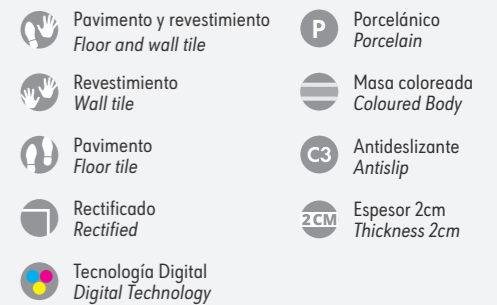 Pavimento y revestimiento
Floor and wall tile
Revestimiento
Wall tile
Pavimento
Floor tile
Rectificado
Rectified
Tecnología Digital
Digital Technology
P
Porcelánico
Porcelain
Masa coloreada
Coloured Body
C3
Antideslizante
Antislip
2CM
Espesor 2cm
Thickness 2cm